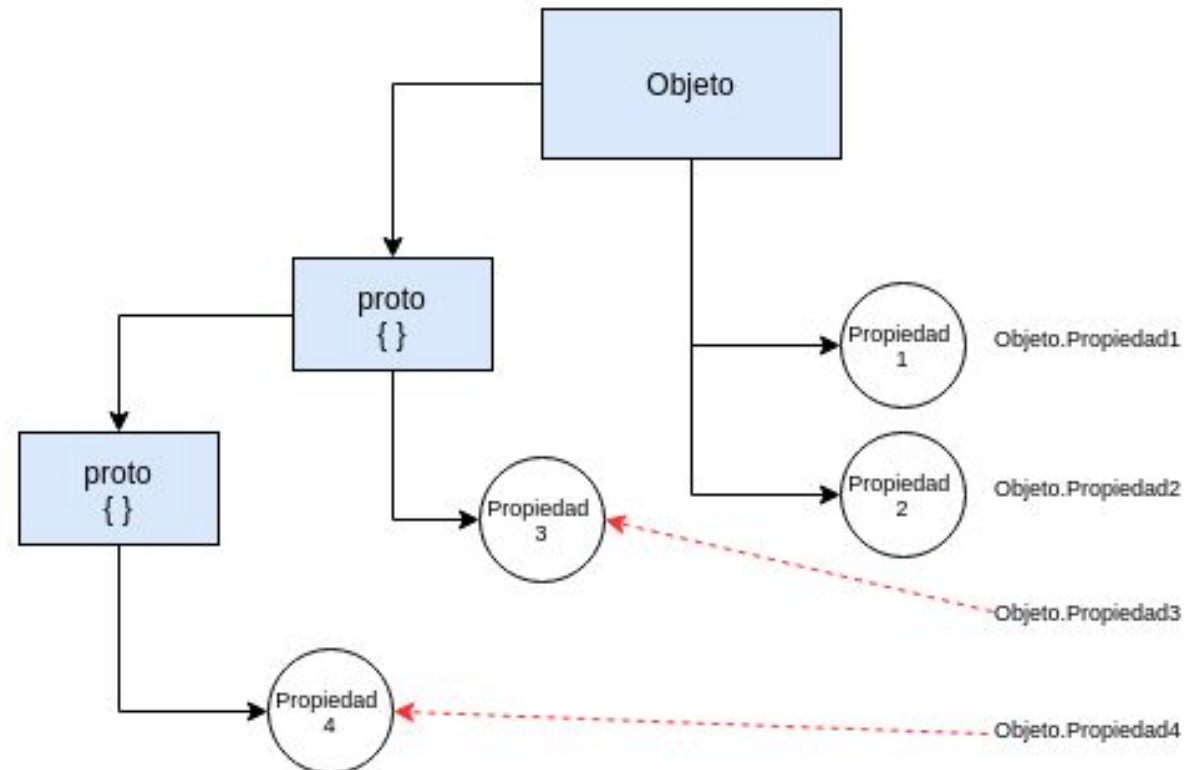 Objeto
proto
{ }
Propiedad
1
Objeto.Propiedad1
proto
{ }
Propiedad
2
Objeto.Propiedad2
Propiedad
3
Objeto.Propiedad3
Propiedad
4
Objeto.Propiedad4